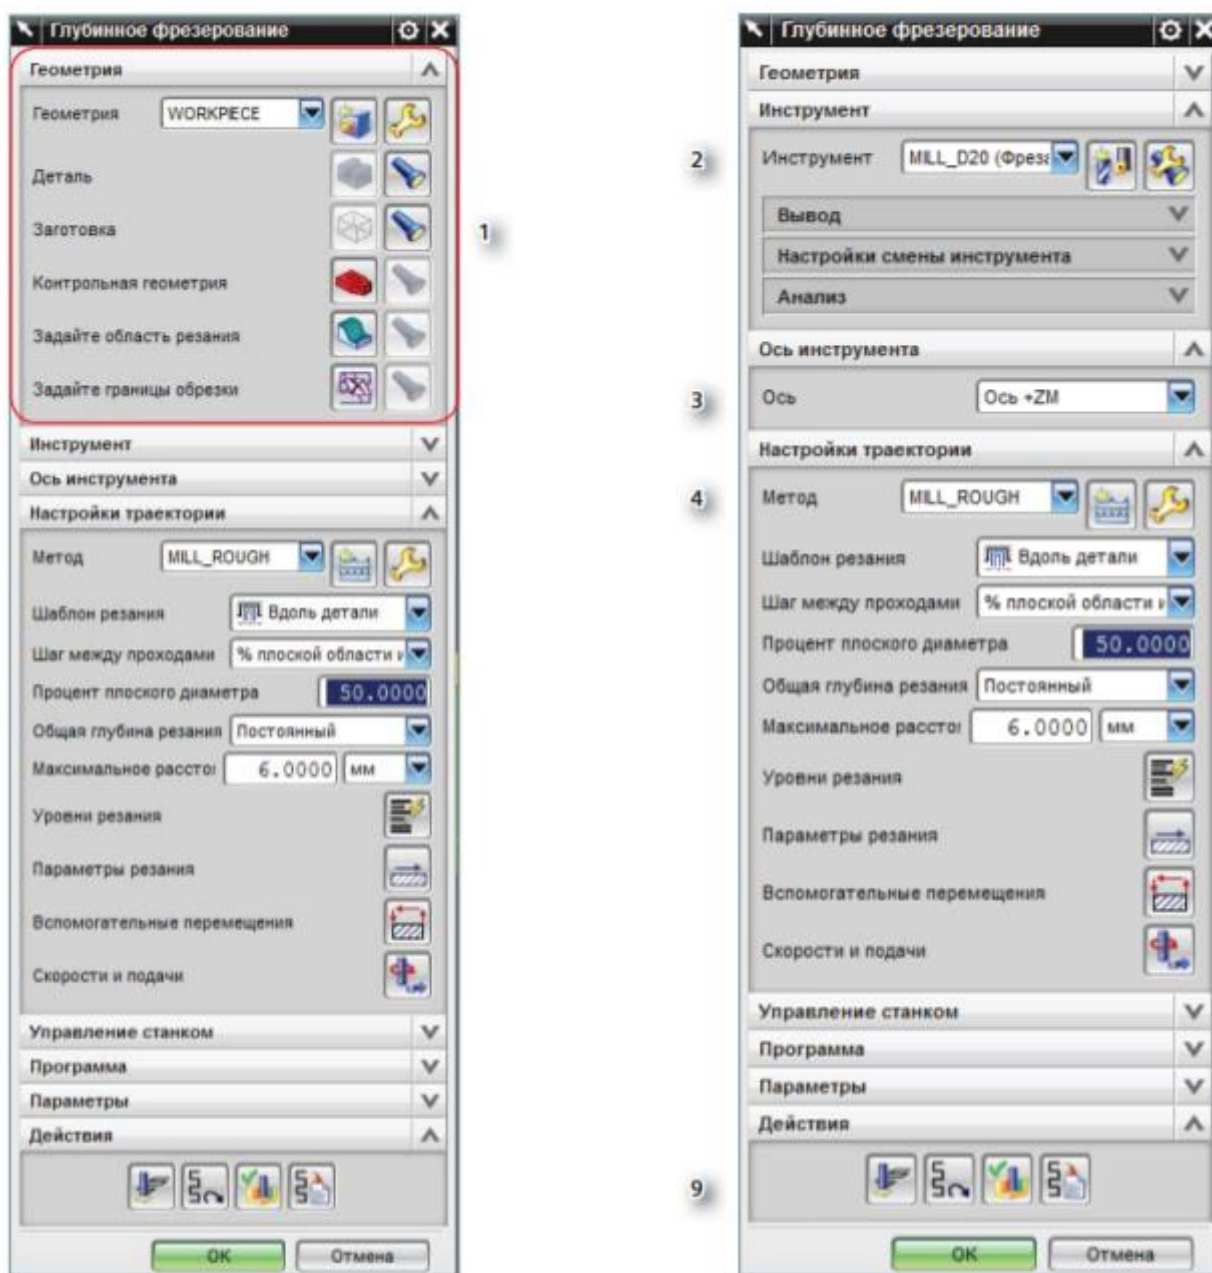 Глубинное фрезерование
Геометрия
Геометрия WORKPIECE
Деталь
Заготовка
Контрольная геометрия
Задайте область резания
Задайте границы обрезки
1
Инструмент
Ось инструмента
Настройки траектории
Метод MILL_ROUGH
Шаблон резания Вдоль детали
Шаг между проходами % плоской области и
Процент плоского диаметра 50.0000
Общая глубина резания Постоянный
Максимальное расстоя 6.0000 мм
Уровни резания
Параметры резания
Вспомогательные перемещения
Скорости и подачи
Управление станком
Программа
Параметры
Действия
OK Отмена
Глубинное фрезерование
Геометрия
Инструмент
2 Инструмент MILL_D20 (Фреза
Вывод
Настройки смены инструмента
Анализ
Ось инструмента
3 Ось Ось +ZM
Настройки траектории
4 Метод MILL_ROUGH
Шаблон резания Вдоль детали
Шаг между проходами % плоской области и
Процент плоского диаметра 50.0000
Общая глубина резания Постоянный
Максимальное расстоя 6.0000 мм
Уровни резания
Параметры резания
Вспомогательные перемещения
Скорости и подачи
Управление станком
Программа
Параметры
Действия
9
OK Отмена